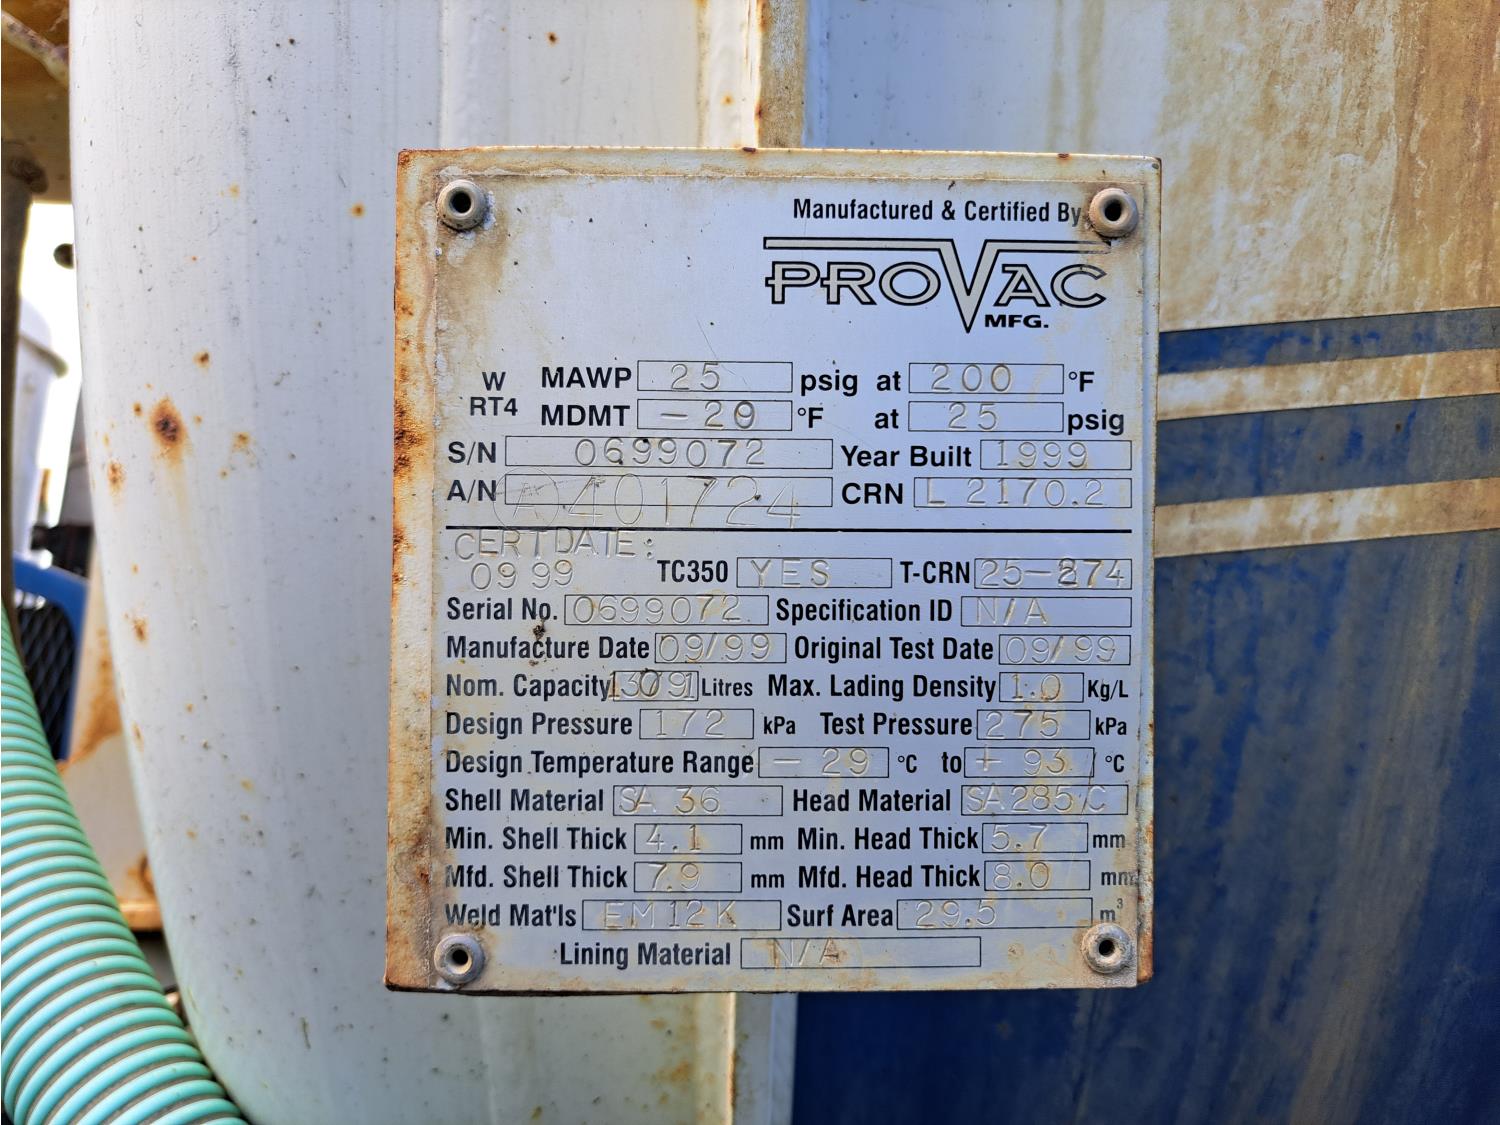 Manufactured & Certified By
PROVAC
MFG.
W MAWP 25 psig at 200 °F
RT4 MDMT -20 °F at 25 psig
S/N 0699072 Year Built 1999
A/N A401724 CRN L 2170.2
CERT DATE:
09 99 TC350 YES T-CRN 25-874
Serial No. 0699072 Specification ID N/A
Manufacture Date 09/99 Original Test Date 09/99
Nom. Capacity 13091 Litres Max. Lading Density 1.0 Kg/L
Design Pressure 172 kPa Test Pressure 275 kPa
Design Temperature Range -29 °C to +93 °C
Shell Material SA 36 Head Material SA285/C
Min. Shell Thick 4.1 mm Min. Head Thick 5.7 mm
Mfd. Shell Thick 7.9 mm Mfd. Head Thick 8.0 mm
Weld Mat'ls EM12K Surf Area 29.5 m³
Lining Material N/A